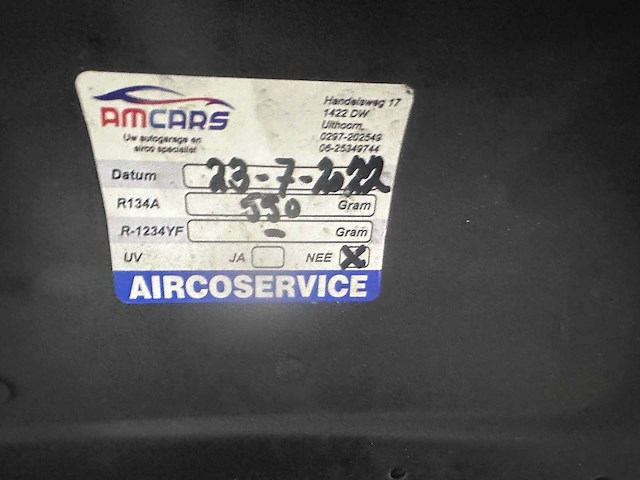 AMCARS
Uw autogarage en
airco specialist
Handelsweg 17
1422 DW
Uithoorn
0297-202549
06-25349744
Datum 23-7-2022
R134A 550 Gram
R-1234YF - Gram
UV JA NEE X
AIRCOSERVICE